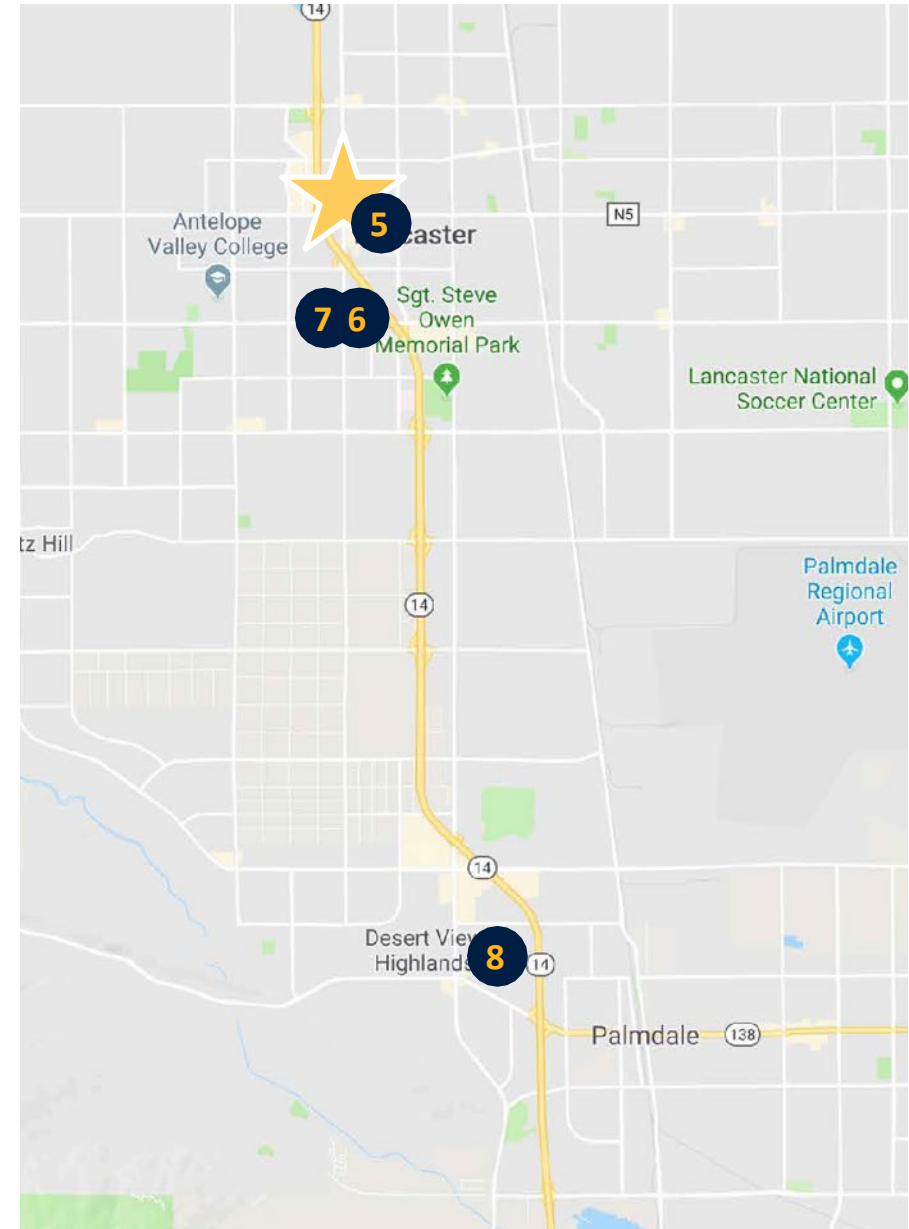 14
N5
Antelope
Valley College
5
caster
7 6
Sgt. Steve
Owen
Memorial Park
Lancaster National
Soccer Center
tz Hill
Palmdale
Regional
Airport
14
14
Desert View
Highlands
8
14
Palmdale
138